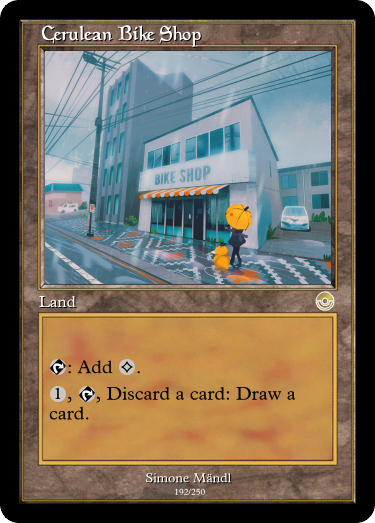 Cerulean Bike Shop
BIKE SHOP
Land
: Add .
1, , Discard a card: Draw a
card.
Simone Mändl
192/250